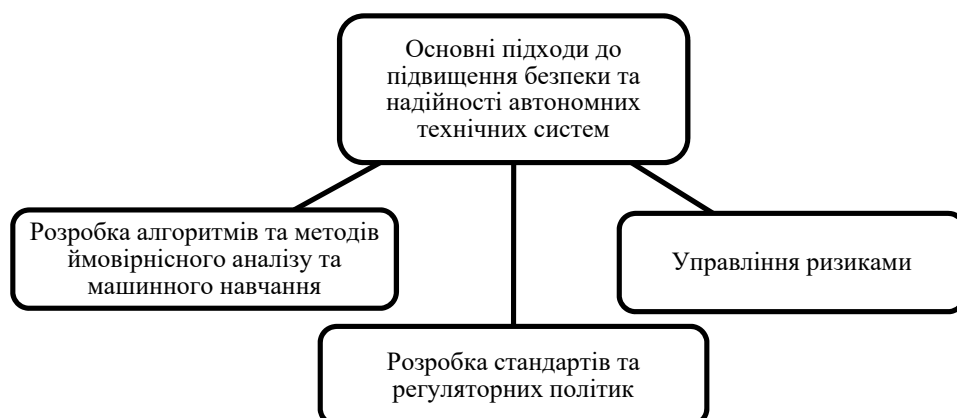 Основні підходи до
підвищення безпеки та
надійності автономних
технічних систем
Розробка алгоритмів та методів
ймовірнісного аналізу та
машинного навчання
Управління ризиками
Розробка стандартів та
регуляторних політик